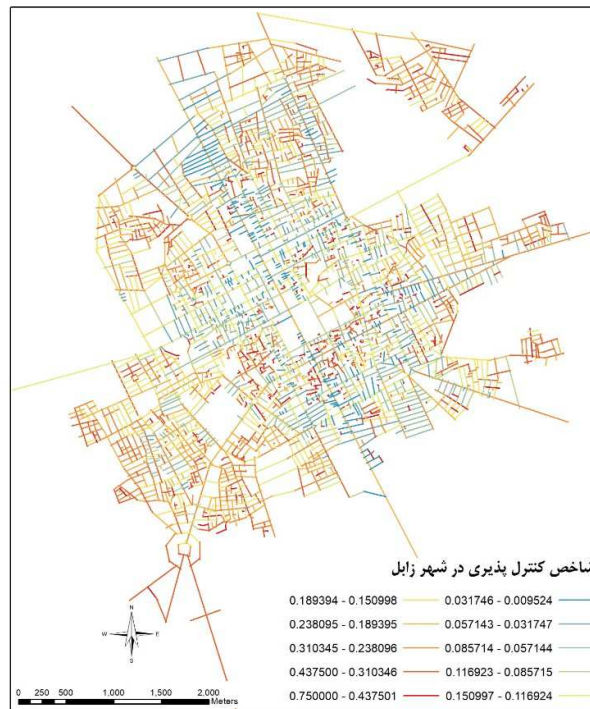 شاخص کنترل پذیری در شهر زابل
0.189394 - 0.150998 0.031746 - 0.009524
0.238095 - 0.189395 0.057143 - 0.031747
0.310345 - 0.238096 0.085714 - 0.057144
0.437500 - 0.310346 0.116923 - 0.085715
0.750000 - 0.437501 0.150997 - 0.116924
N
W E
S
0 250 500 1,000 1,500 2,000
Meters